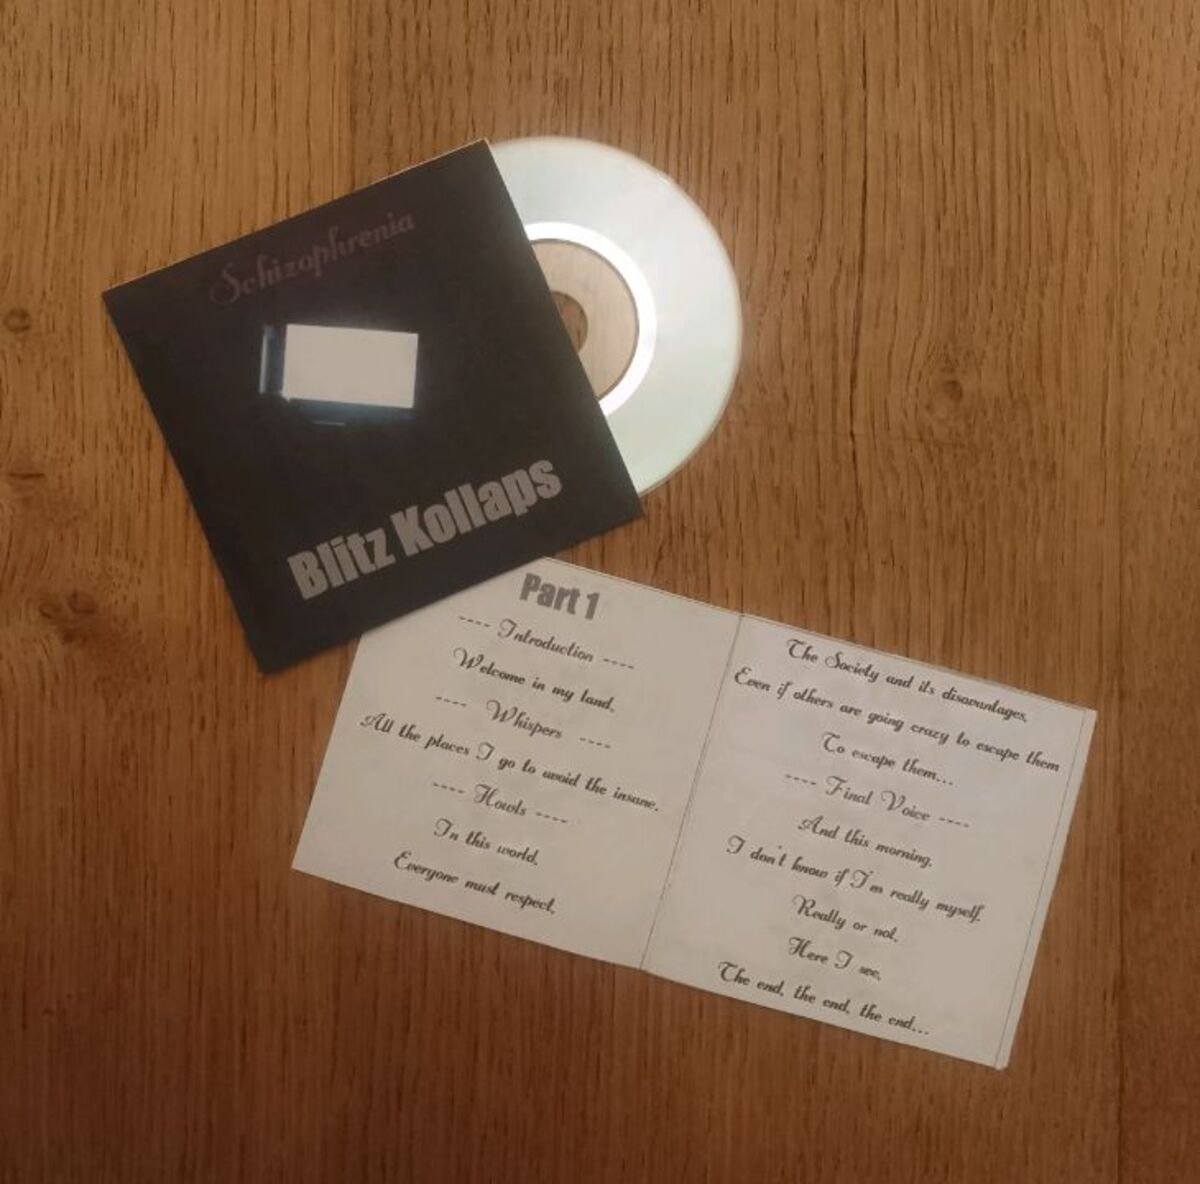 Schizophrenia
Blitz Kollaps
Part 1
---- Introduction ----
Welcome in my land,
---- Whispers ----
All the places I go to avoid the insane.
---- Howls ----
In this world,
Everyone must respect,
The Society and its disavantages,
Even if others are going crazy to escape them
To escape them...
---- Final Voice ----
And this morning,
I don't know if I'm really myself.
Really or not,
Here I see,
The end, the end, the end...